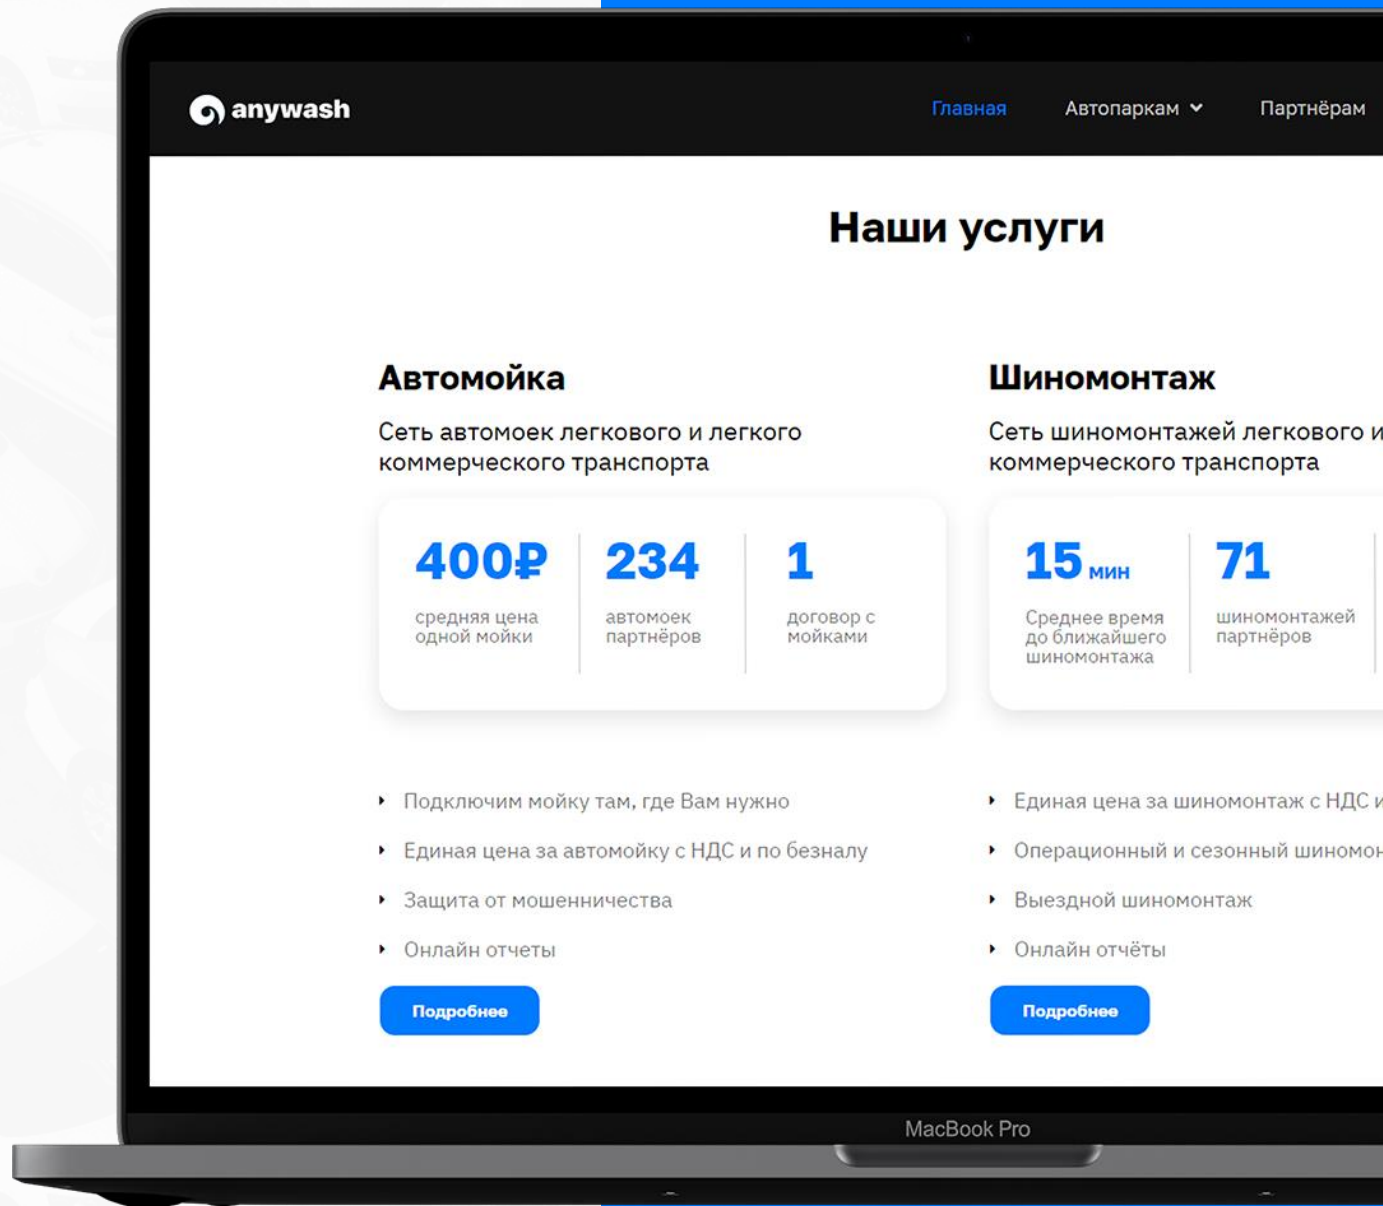 anywash
Главная Автопаркам Партнёрам
Наши услуги
Автомойка
Сеть автомоек легкового и легкого
коммерческого транспорта
400₽ 234 1
средняя цена
одной мойки
автомоек
партнёров
договор с
мойками
Подключим мойку там, где Вам нужно
Единая цена за автомойку с НДС и по безналу
Защита от мошенничества
Онлайн отчеты
Подробнее
Шиномонтаж
Сеть шиномонтажей легкового и
коммерческого транспорта
15 мин 71
Среднее время
до ближайшего
шиномонтажа
шиномонтажей
партнёров
Единая цена за шиномонтаж с НДС и
Операционный и сезонный
Выездной шиномонтаж
Онлайн отчёты
Подробнее
MacBook Pro